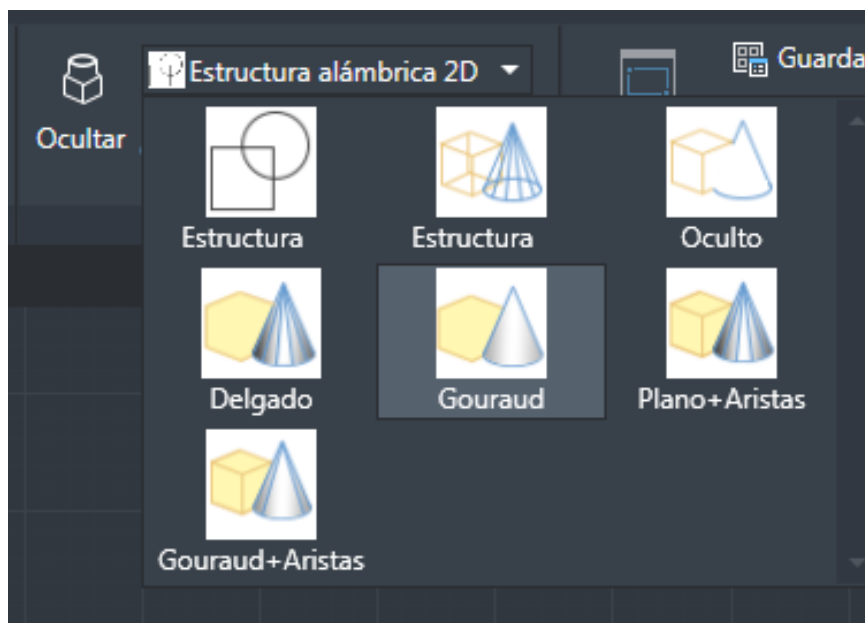 Estructura alámbrica 2D
Guarda
Ocultar
Estructura
Estructura
Oculto
Delgado
Gouraud
Plano+Aristas
Gouraud+Aristas